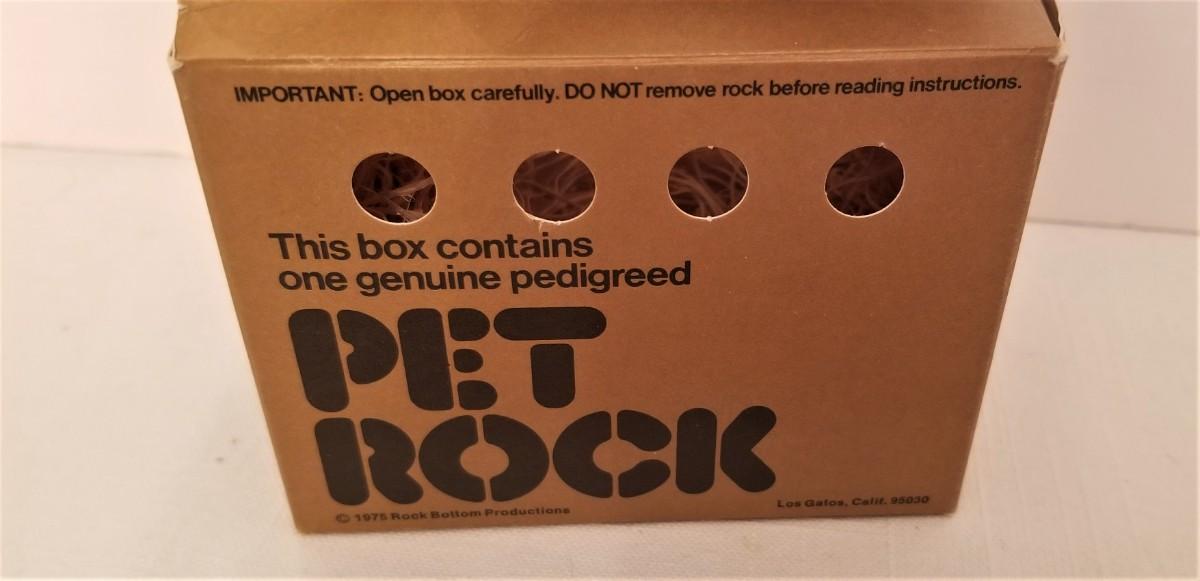 IMPORTANT: Open box carefully. DO NOT remove rock before reading instructions.
This box contains
one genuine pedigreed
PET
ROCK
© 1975 Rock Bottom Productions
Los Gatos, Calif. 95030